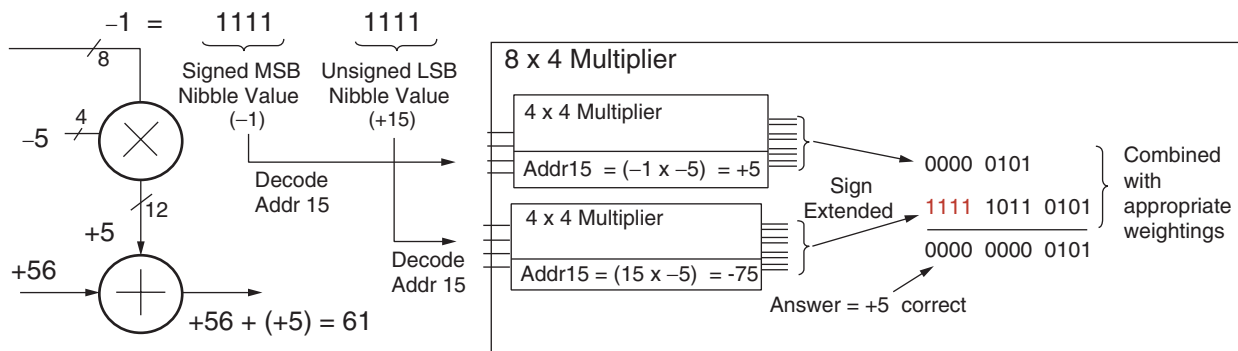 −1 = 1111 1111
8
Signed MSB
Nibble Value
(−1)
Unsigned LSB
Nibble Value
(+15)
−5
4
12
+5
+56
+56 + (+5) = 61
Decode
Addr 15
Decode
Addr 15
8 x 4 Multiplier
4 x 4 Multiplier
Addr15 = (−1 x −5) = +5
4 x 4 Multiplier
Addr15 = (15 x −5) = -75
Sign
Extended
0000 0101
1111 1011 0101
0000 0000 0101
Answer = +5 correct
Combined
with
appropriate
weightings